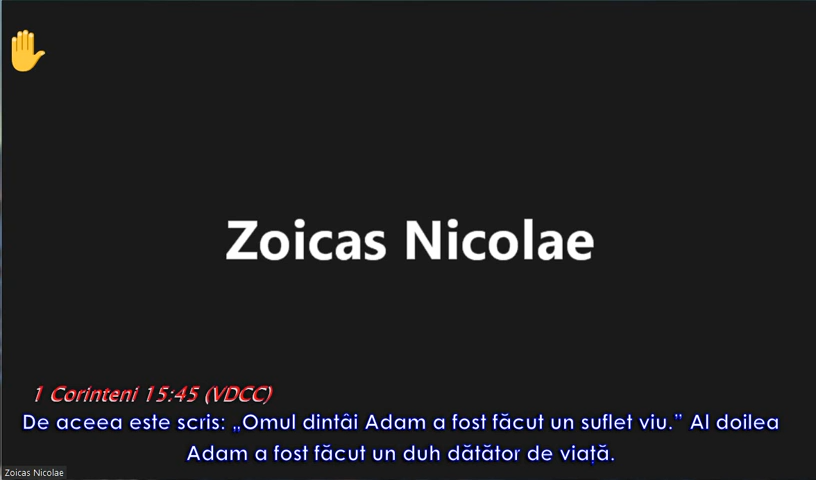 Zoicas Nicolae
1 Corinteni 15:45 (VDCC)
De aceea este scris: „Omul dintâi Adam a fost făcut un suflet viu.” Al doilea
Adam a fost făcut un duh dătător de viață.
Zoicas Nicolae